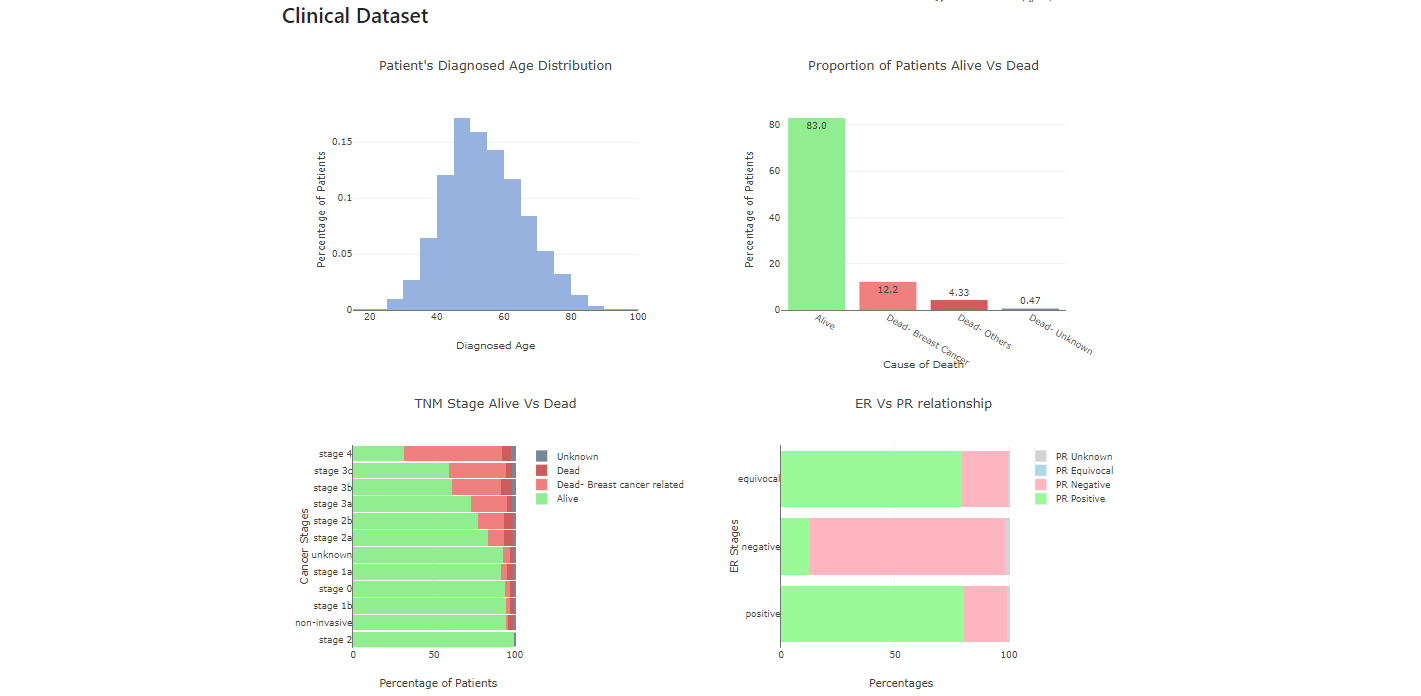 Clinical Dataset
Patient's Diagnosed Age Distribution
Percentage of Patients
0.15
0.1
0.05
0
20 40 60 80 100
Diagnosed Age
Proportion of Patients Alive Vs Dead
Percentage of Patients
80
60
40
20
0
83.0
12.2
4.33
0.47
Alive
Dead- Breast Cancer
Dead- Others
Dead- Unknown
Cause of Death
TNM Stage Alive Vs Dead
Cancer Stages
stage 4
stage 3c
stage 3b
stage 3a
stage 2b
stage 2a
unknown
stage 1a
stage 0
stage 1b
non-invasive
stage 2
0 50 100
Percentage of Patients
Unknown
Dead
Dead- Breast cancer related
Alive
ER Vs PR relationship
ER Stages
equivocal
negative
positive
0 50 100
Percentages
PR Unknown
PR Equivocal
PR Negative
PR Positive